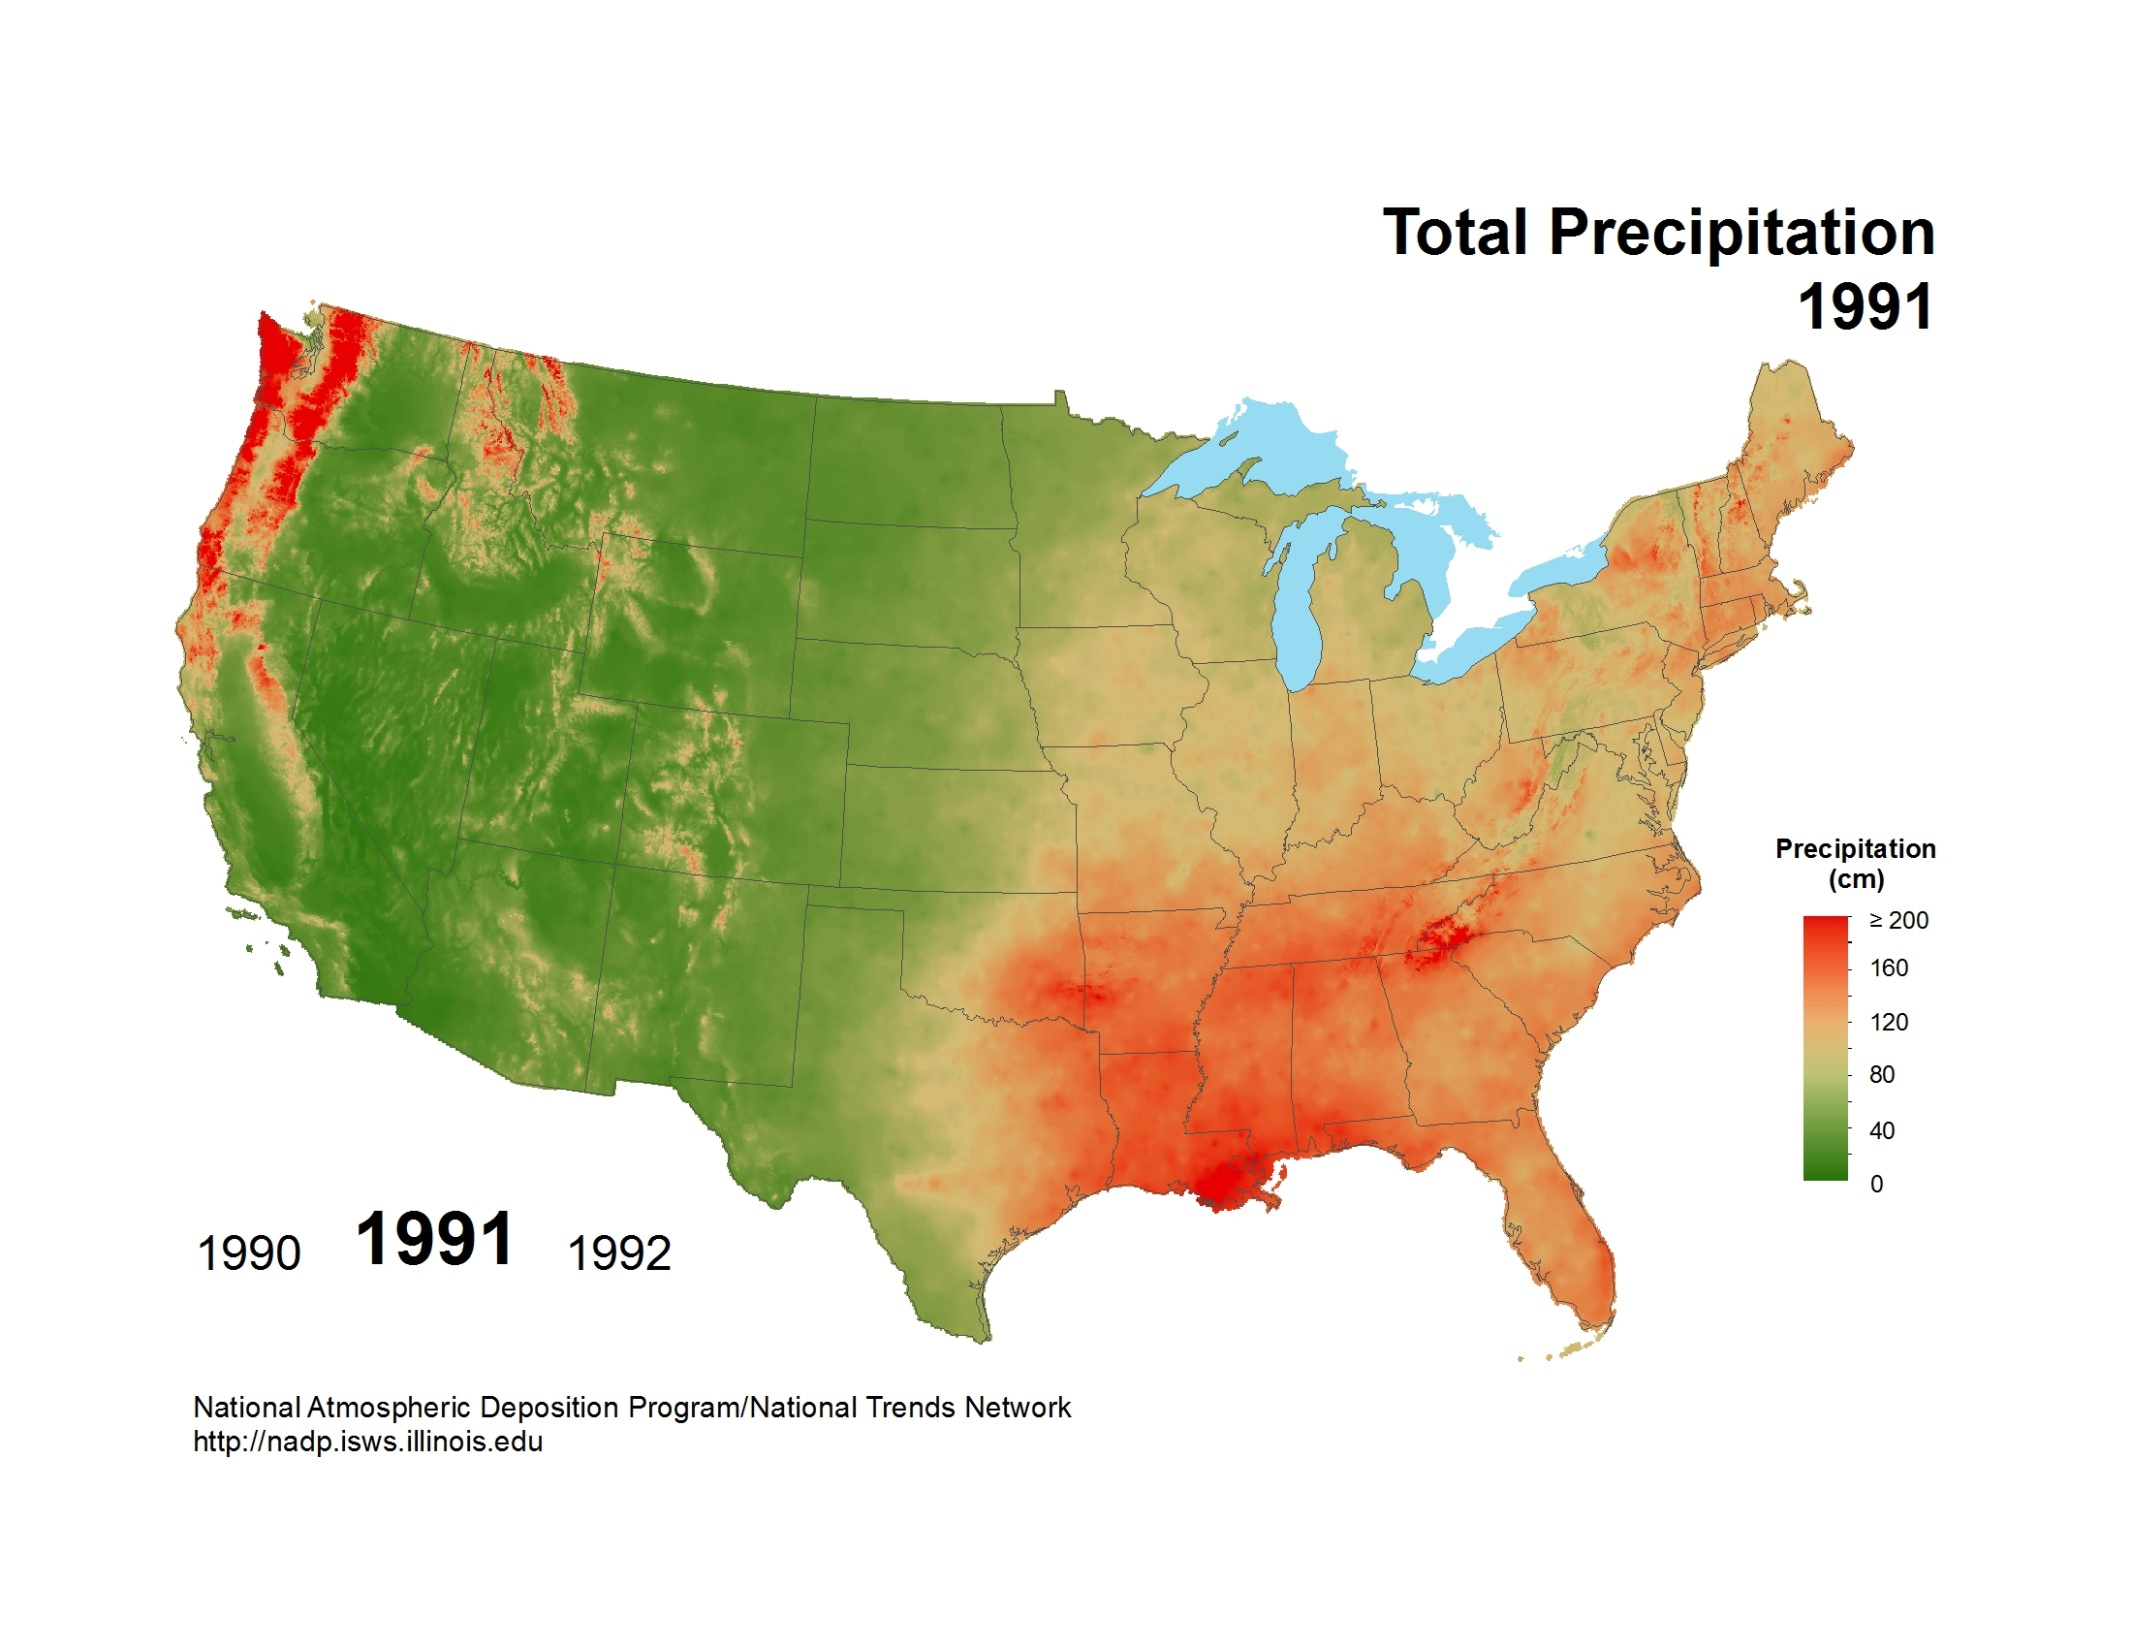 Total Precipitation
1991
Precipitation
(cm)
≥ 200
160
120
80
40
0
1990 1991 1992
National Atmospheric Deposition Program/National Trends Network
http://nadp.isws.illinois.edu